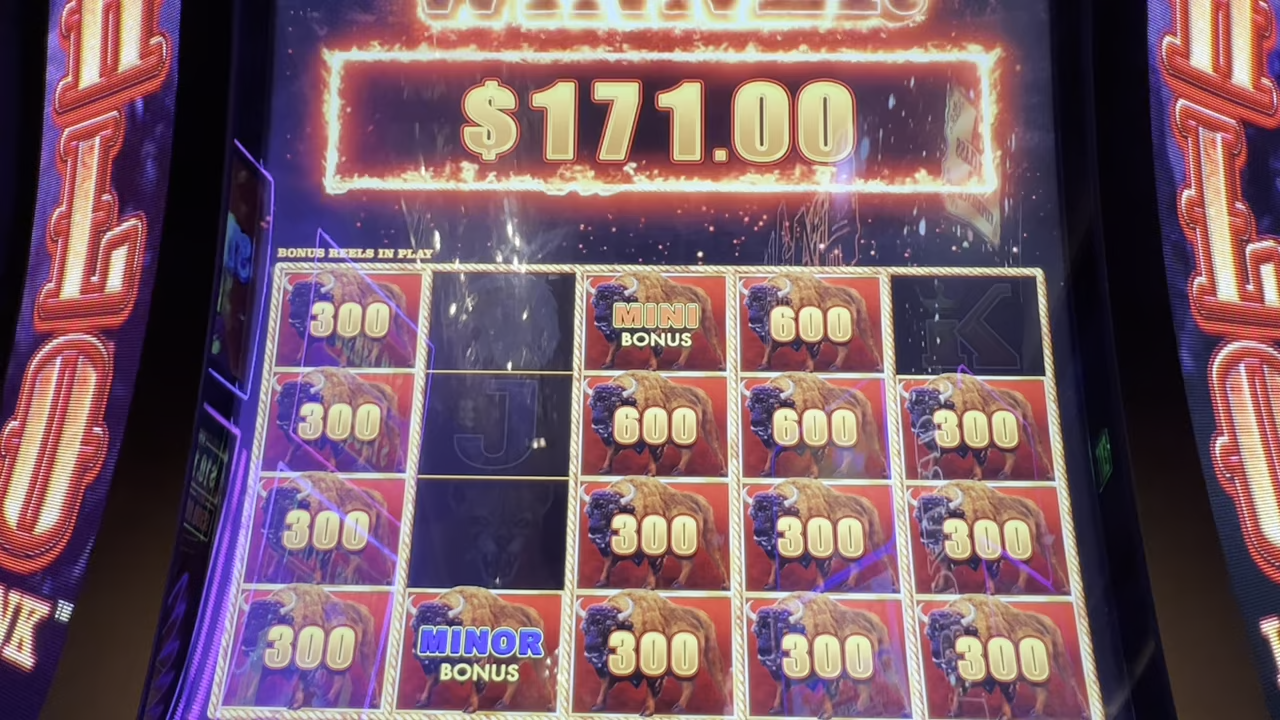 $171.00
BONUS REELS IN PLAY
300 MINI BONUS 600 K
300 J 600 600 300
300 300 300 300
300 MINOR BONUS 300 300 300